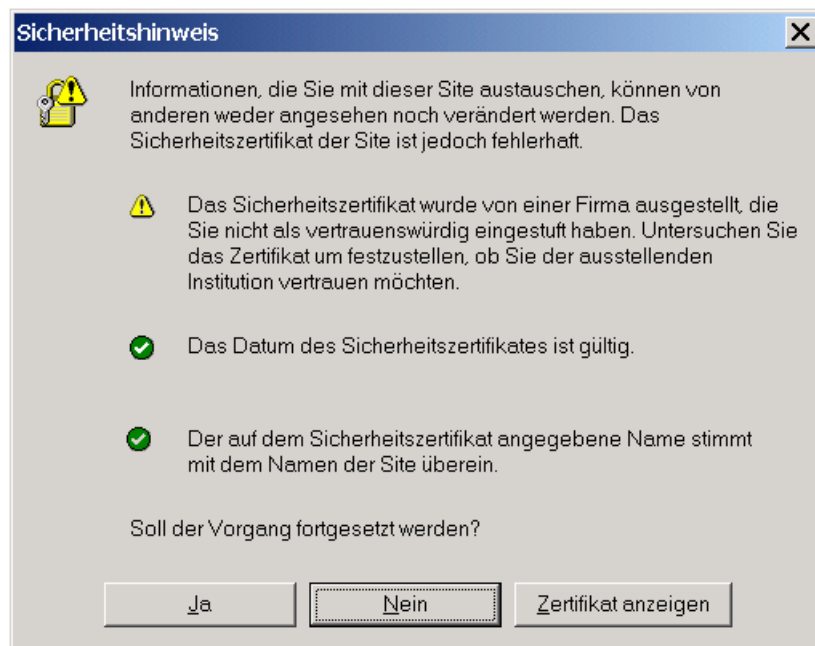 Sicherheitshinweis
Informationen, die Sie mit dieser Site austauschen, können von
anderen weder angesehen noch verändert werden. Das
Sicherheitszertifikat der Site ist jedoch fehlerhaft.
Das Sicherheitszertifikat wurde von einer Firma ausgestellt, die
Sie nicht als vertrauenswürdig eingestuft haben. Untersuchen Sie
das Zertifikat um festzustellen, ob Sie der ausstellenden
Institution vertrauen möchten.
Das Datum des Sicherheitszertifikates ist gültig.
Der auf dem Sicherheitszertifikat angegebene Name stimmt
mit dem Namen der Site überein.
Soll der Vorgang fortgesetzt werden?
Ja Nein Zertifikat anzeigen